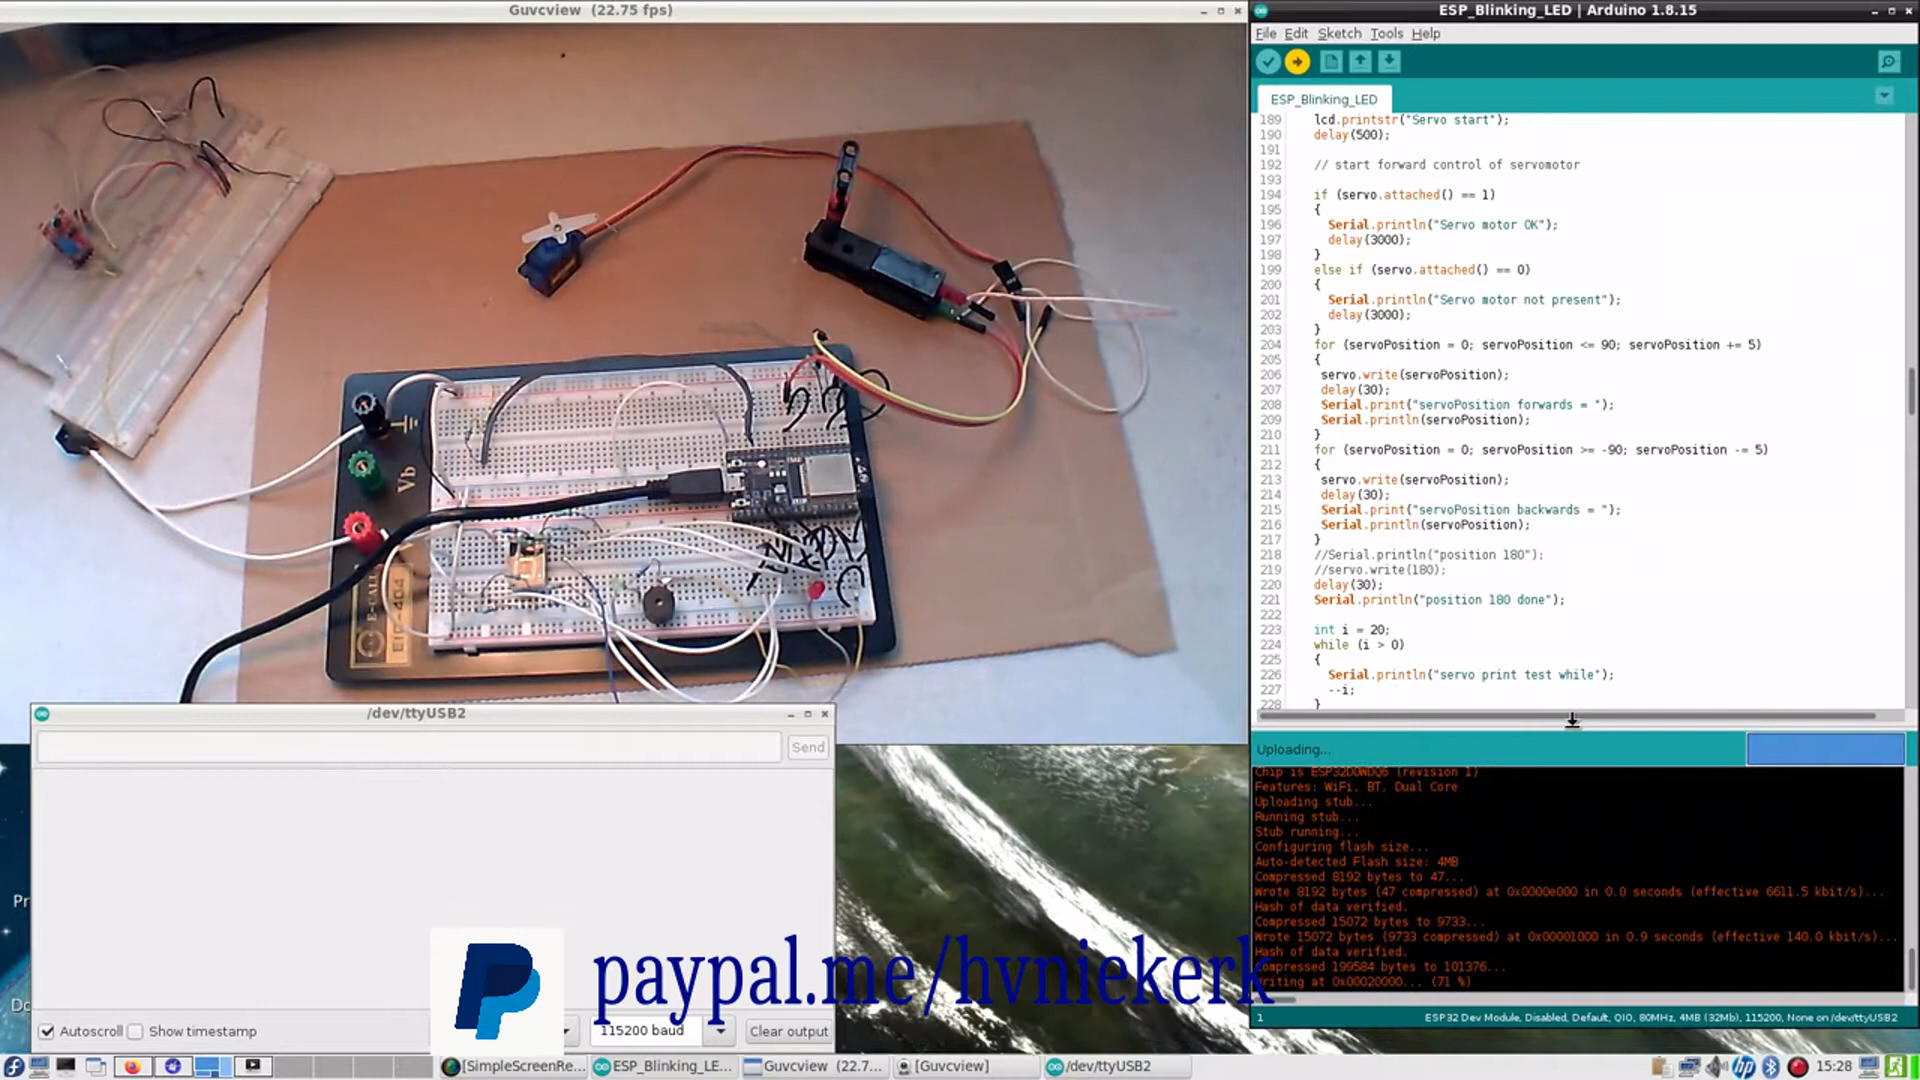 Guvcview (22.75 fps)
Vb
E-CALL
EIC-404
/dev/ttyUSB2
Send
Autoscroll
Show timestamp
115200 baud
Clear output
paypal.me/hvniekerk
ESP_Blinking_LED | Arduino 1.8.15
File Edit Sketch Tools Help
ESP_Blinking_LED
189 lcd.printstr("Servo start");
190 delay(500);
191
192 // start forward control of servomotor
193
194 if (servo.attached() == 1)
195 {
196 Serial.println("Servo motor OK");
197 delay(3000);
198 }
199 else if (servo.attached() == 0)
200 {
201 Serial.println("Servo motor not present");
202 delay(3000);
203 }
204 for (servoPosition = 0; servoPosition <= 90; servoPosition += 5)
205 {
206 servo.write(servoPosition);
207 delay(30);
208 Serial.print("servoPosition forwards = ");
209 Serial.println(servoPosition);
210 }
211 for (servoPosition = 0; servoPosition >= -90; servoPosition -= 5)
212 {
213 servo.write(servoPosition);
214 delay(30);
215 Serial.print("servoPosition backwards = ");
216 Serial.println(servoPosition);
217 }
218 //Serial.println("position 180");
219 //servo.write(180);
220 delay(30);
221 Serial.println("position 180 done");
222
223 int i = 20;
224 while (i > 0)
225 {
226 Serial.println("servo print test while");
227 --i;
228 }
Uploading...
Chip is ESP32D0WDQ6 (revision 1)
Features: WiFi, BT, Dual Core
Uploading stub...
Running stub...
Stub running...
Configuring flash size...
Auto-detected Flash size: 4MB
Compressed 8192 bytes to 47...
Wrote 8192 bytes (47 compressed) at 0x0000e000 in 0.0 seconds (effective 6611.5 kbit/s)...
Hash of data verified.
Compressed 15072 bytes to 9733...
Wrote 15072 bytes (9733 compressed) at 0x00001000 in 0.9 seconds (effective 140.0 kbit/s)...
Hash of data verified.
Compressed 199584 bytes to 101376...
Writing at 0x00020000... (71 %)
1 ESP32 Dev Module, Disabled, Default, QIO, 80MHz, 4MB (32Mb), 115200, None on /dev/ttyUSB2
Pr
Do
[SimpleScreenRe...
ESP_Blinking_LE...
Guvcview (22.7...
[Guvcview]
/dev/ttyUSB2
hp
15:28